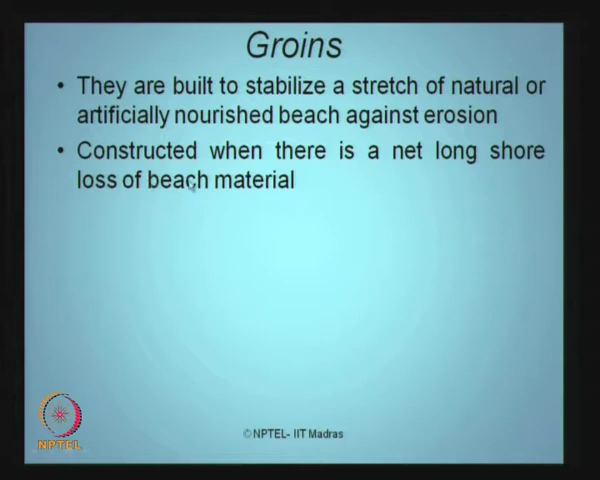 Groins
• They are built to stabilize a stretch of natural or
artificially nourished beach against erosion
• Constructed when there is a net long shore
loss of beach material
NPTEL
© NPTEL- IIT Madras